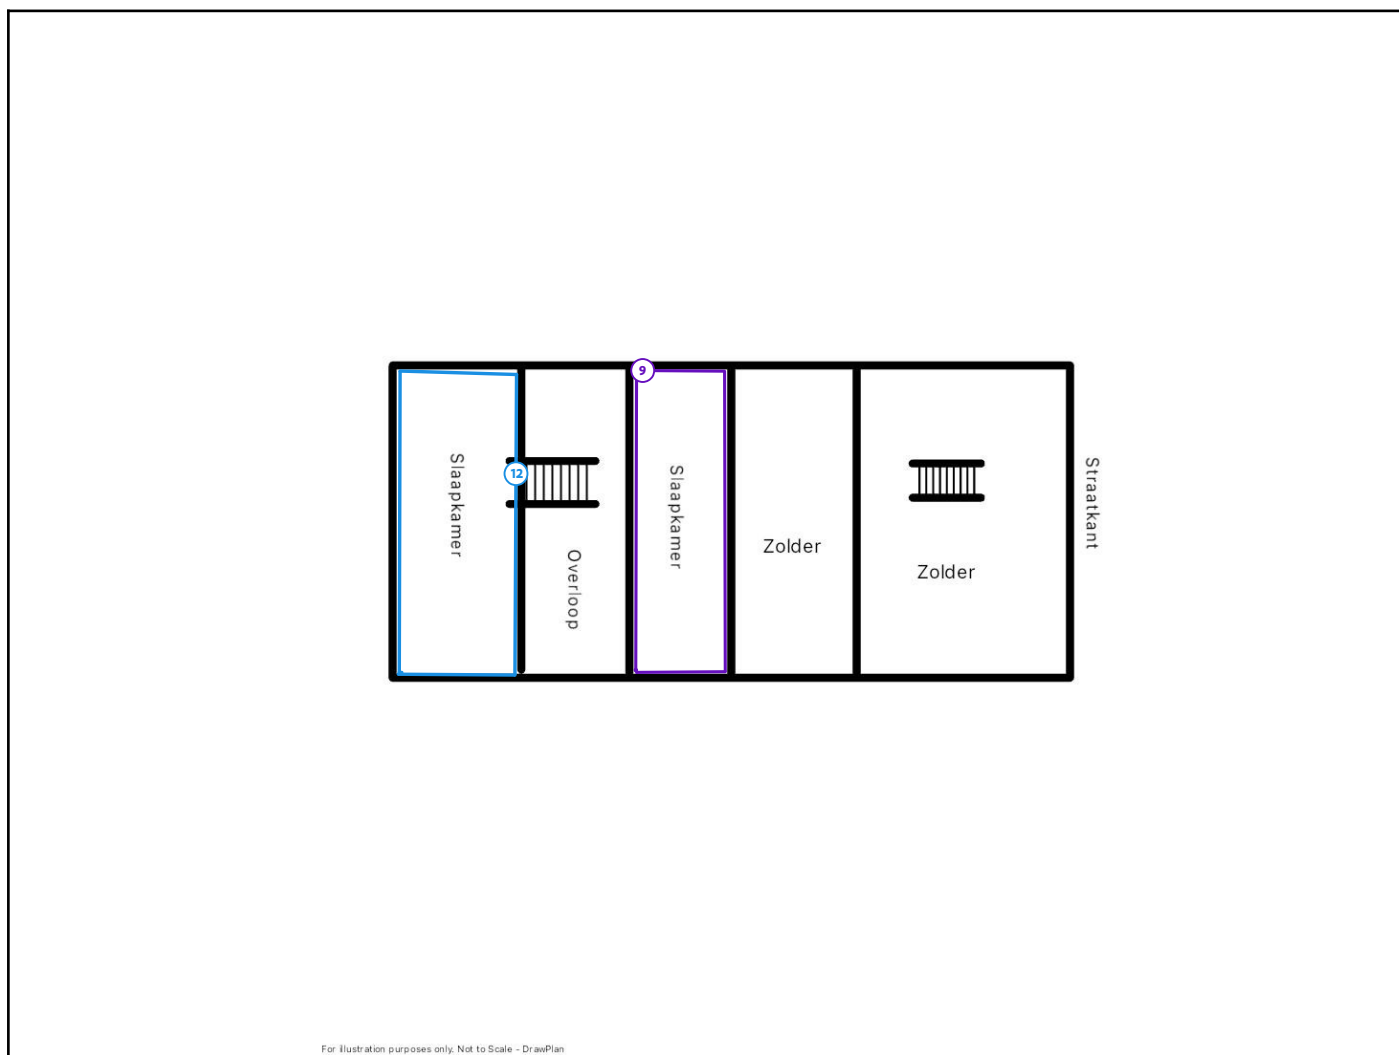 9
12
Slaapkamer
Overloop
Slaapkamer
Zolder
Zolder
Straatkant
For illustration purposes only. Not to Scale - DrawPlan